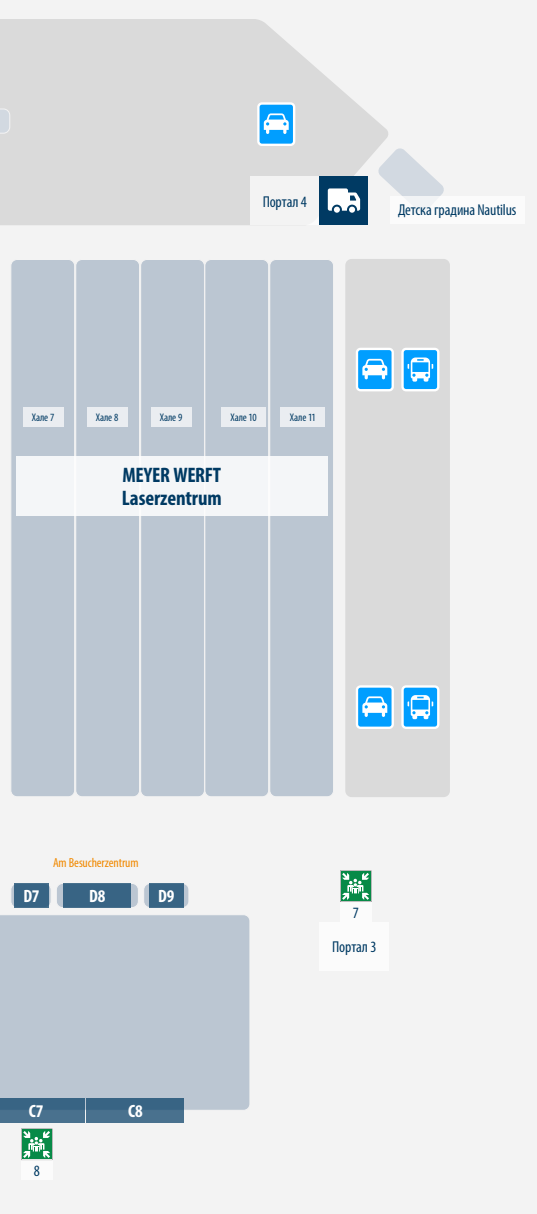 Портал 4
Детска градина Nautilus
Хале 7
Хале 8
Хале 9
Хале 10
Хале 11
MEYER WERFT
Laserzentrum
Am Besucherzentrum
D7
D8
D9
7
Портал 3
C7
C8
8